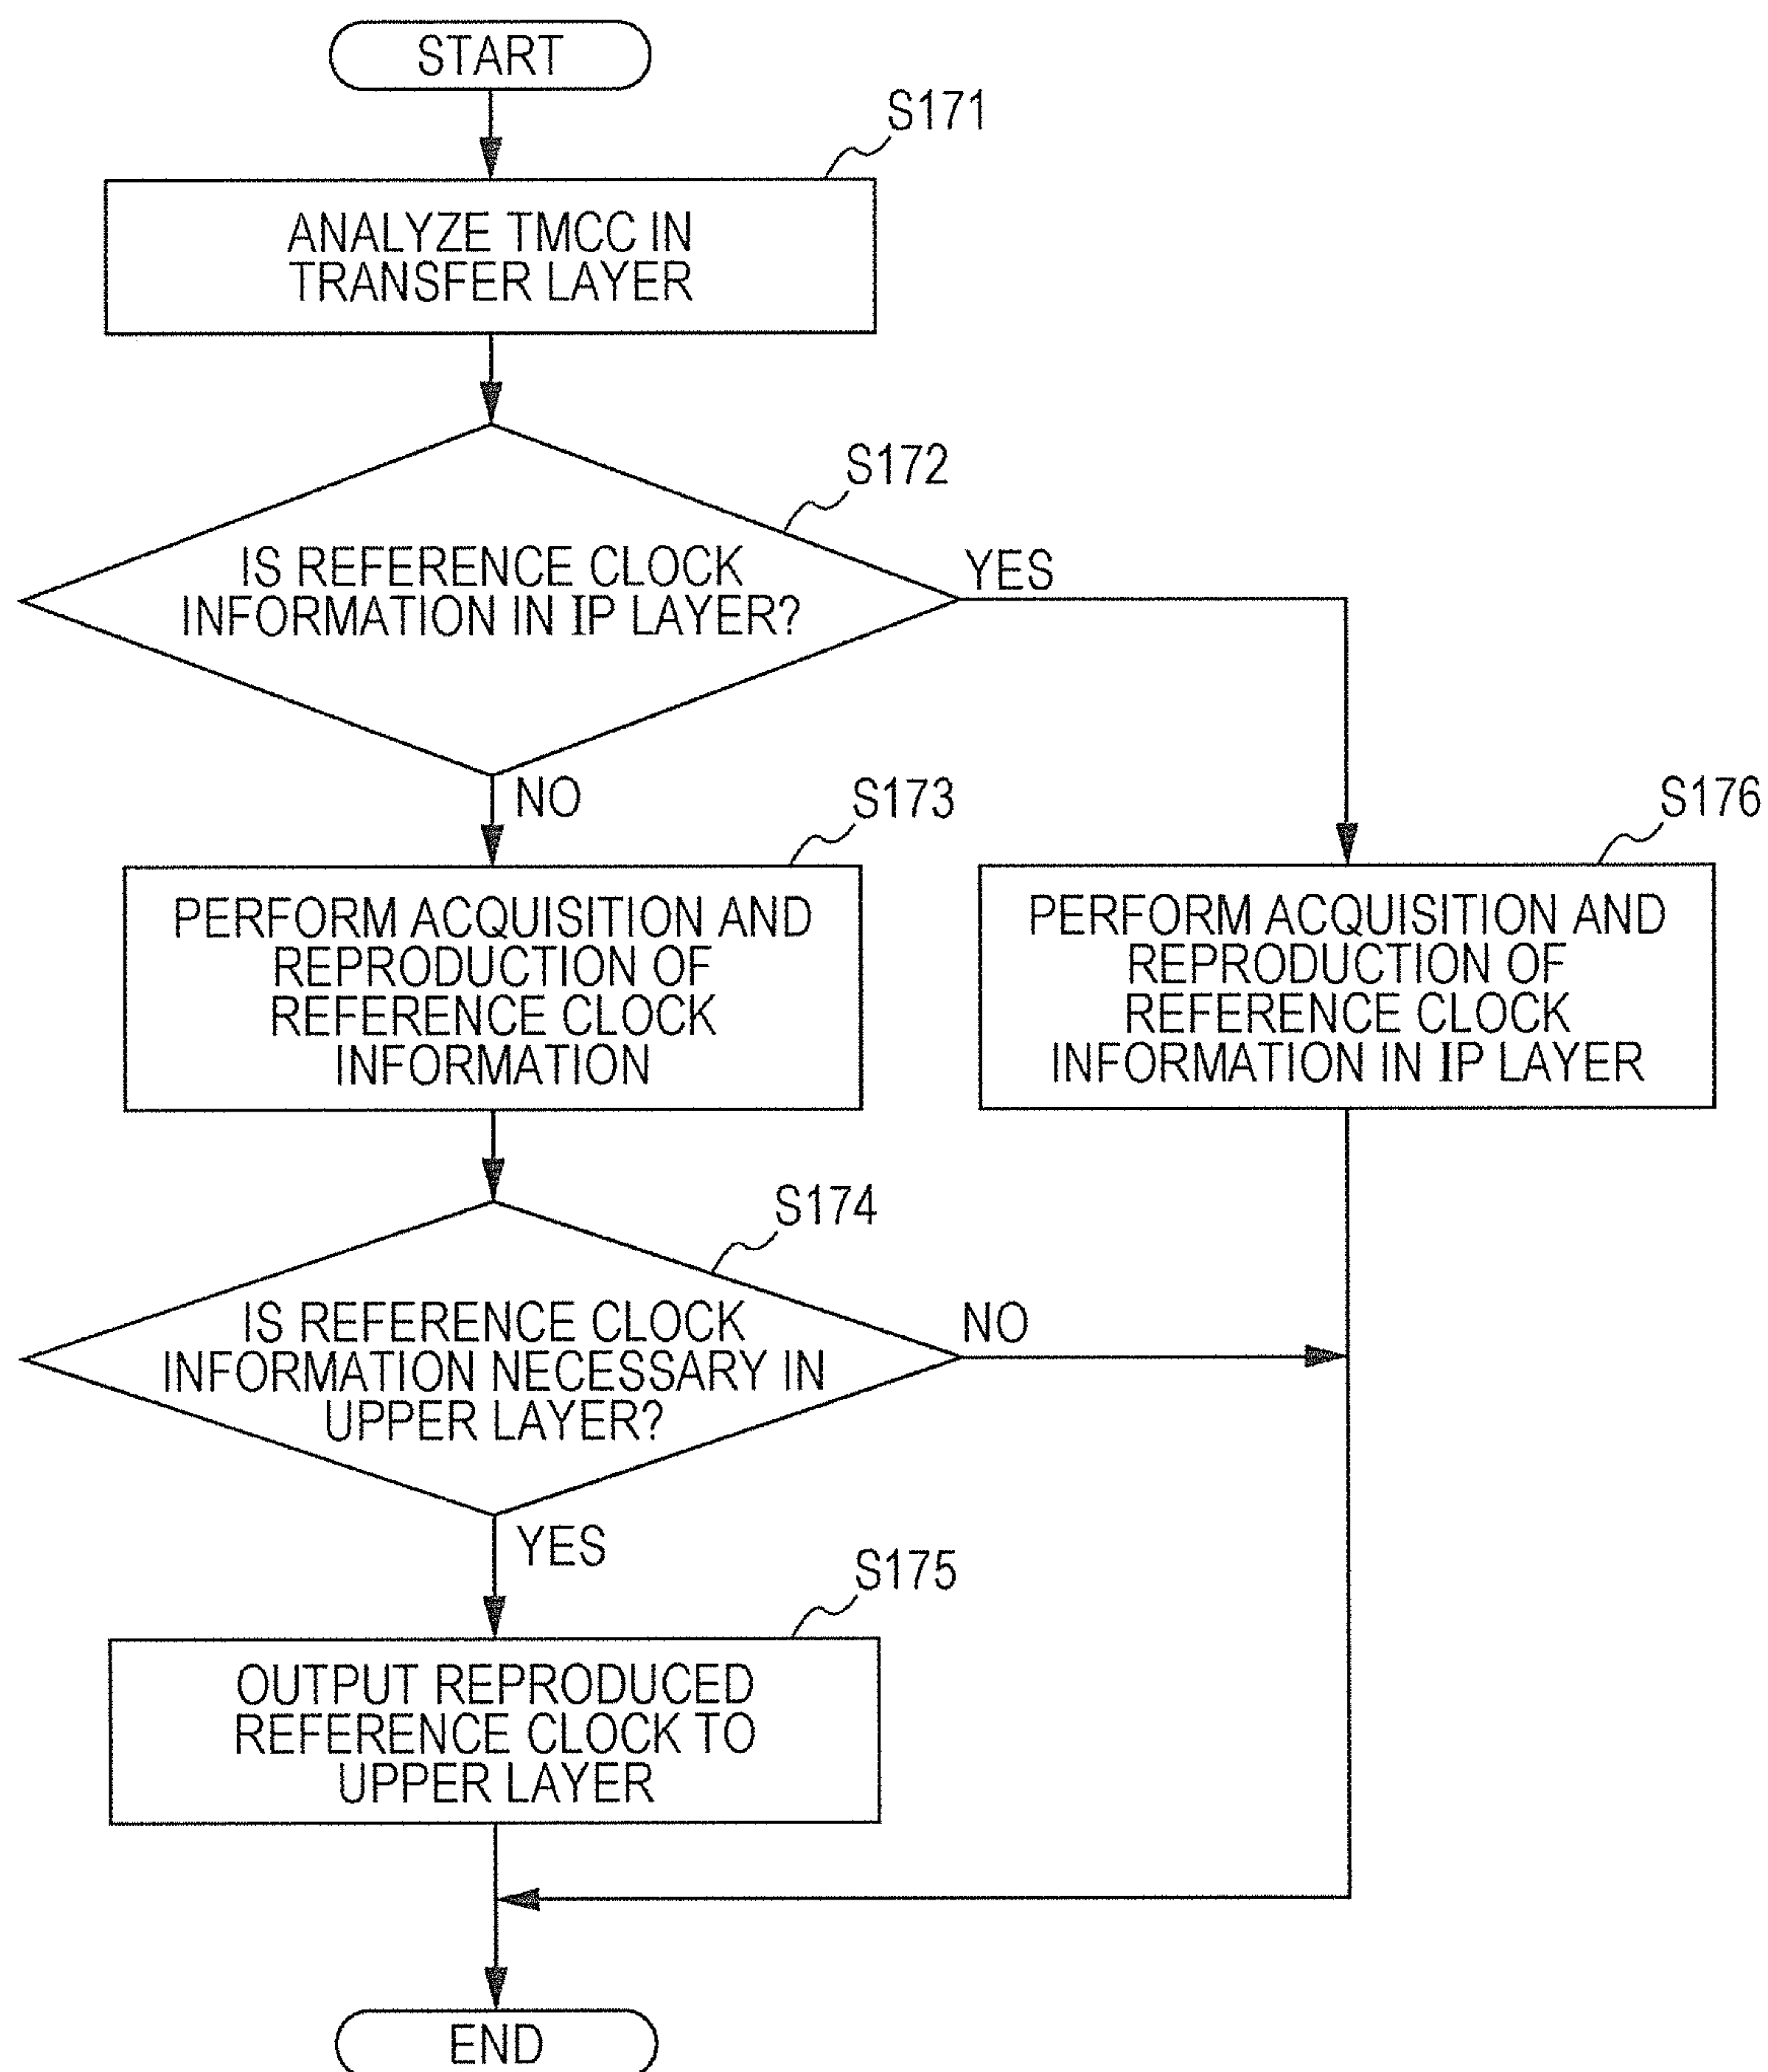 START
S171
ANALYZE TMCC IN
TRANSFER LAYER
S172
IS REFERENCE CLOCK
INFORMATION IN IP LAYER?
YES
NO
S173
PERFORM ACQUISITION AND
REPRODUCTION OF
REFERENCE CLOCK
INFORMATION
S176
PERFORM ACQUISITION AND
REPRODUCTION OF
REFERENCE CLOCK
INFORMATION IN IP LAYER
S174
IS REFERENCE CLOCK
INFORMATION NECESSARY IN
UPPER LAYER?
NO
YES
S175
OUTPUT REPRODUCED
REFERENCE CLOCK TO
UPPER LAYER
END